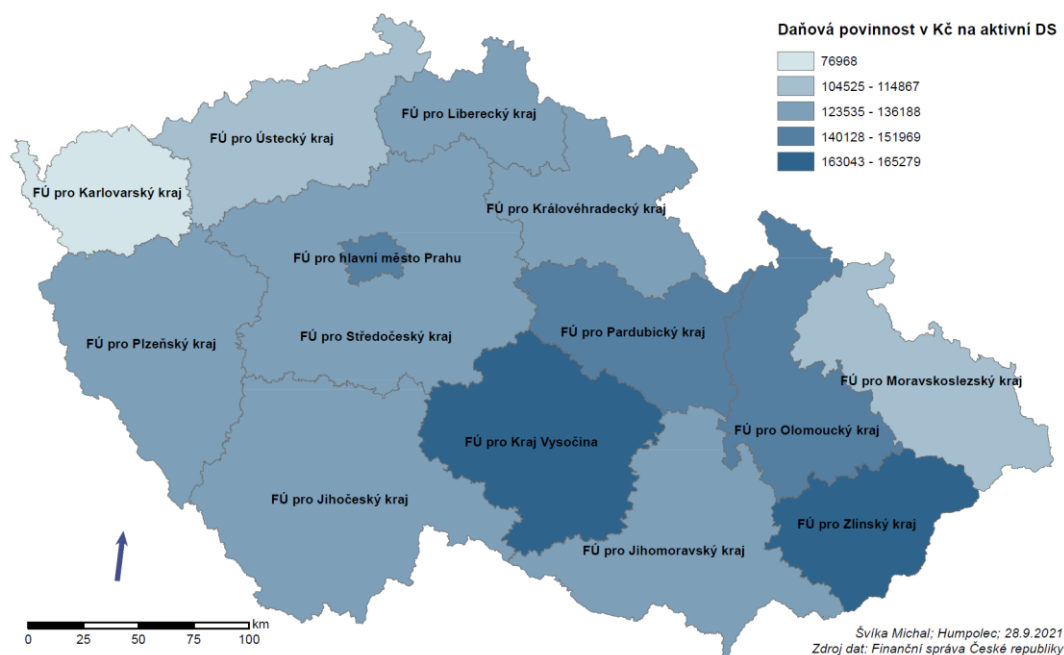 Daňová povinnost v Kč na aktivní DS
76968
104525 - 114867
123535 - 136188
140128 - 151969
163043 - 165279
FÚ pro Liberecký kraj
FÚ pro Ústecký kraj
FÚ pro Karlovarský kraj
FÚ pro Královéhradecký kraj
FÚ pro hlavní město Prahu
FÚ pro Pardubický kraj
FÚ pro Středočeský kraj
FÚ pro Plzeňský kraj
FÚ pro Moravskoslezský kraj
FÚ pro Olomoucký kraj
FÚ pro Kraj Vysočina
FÚ pro Jihočeský kraj
FÚ pro Zlínský kraj
FÚ pro Jihomoravský kraj
km
0 25 50 75 100
Švíka Michal; Humpolec; 28.9.2021
Zdroj dat: Finanční správa České republiky